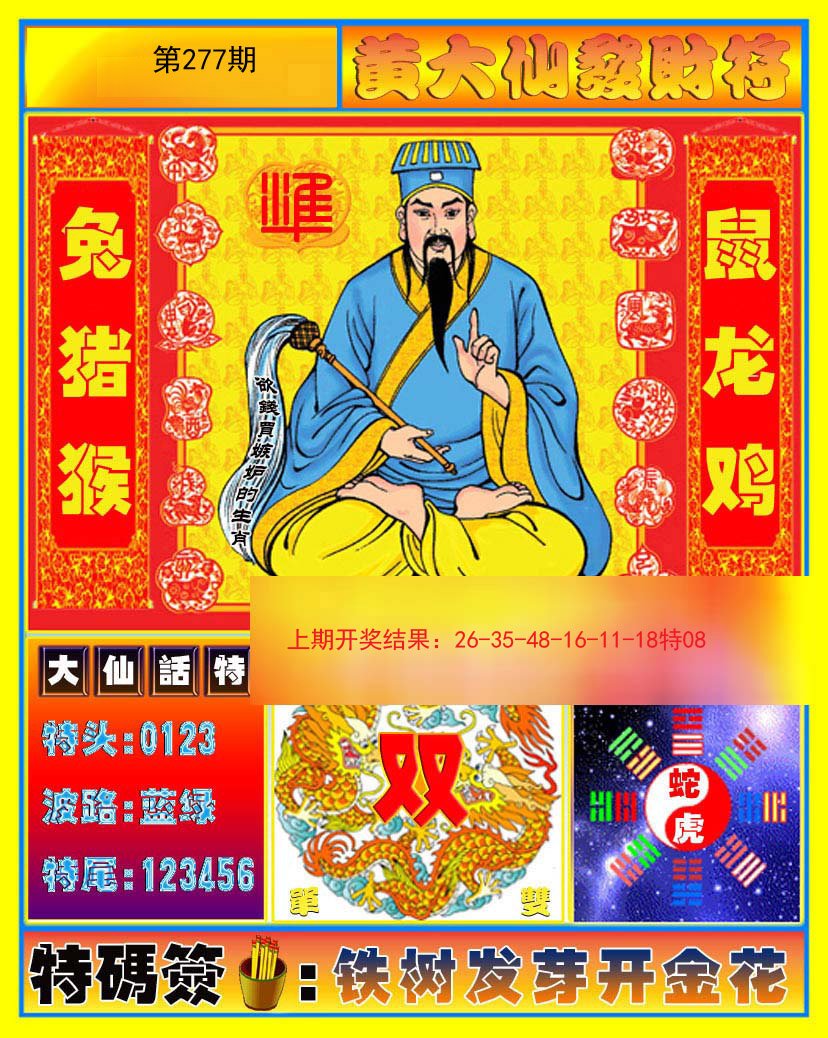 第277期
黄大仙發財符
兔猪猴
鼠龙鸡
欲錢買嫉妒的生肖
上期开奖结果：26-35-48-16-11-18特08
大仙話特
特头:0123
波路:蓝绿
特尾:123456
双
單
雙
蛇
虎
特碼簽:铁树发芽开金花